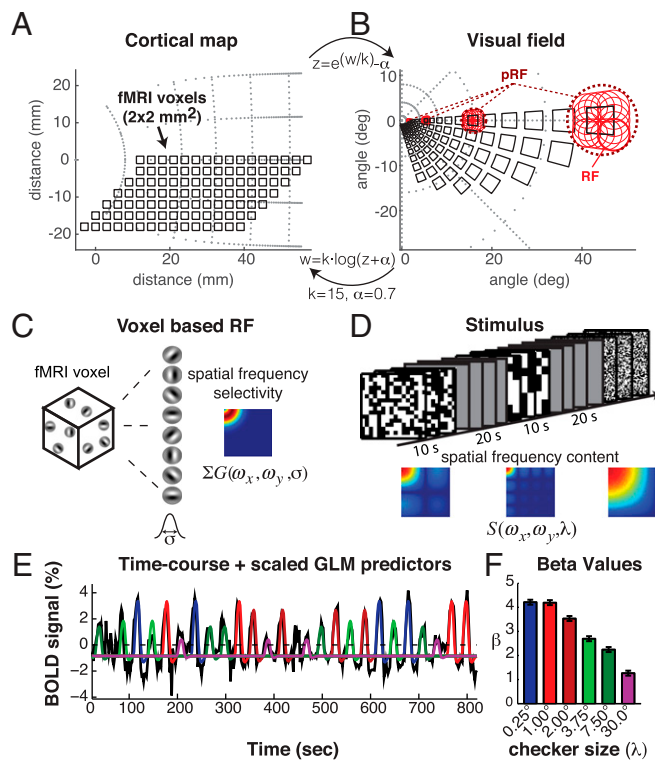 A
Cortical map
20
10
0
-10
-20
distance (mm)
fMRI voxels
(2x2 mm2)
0
20
40
distance (mm)
z=e(w/k)-α
w=k·log(z+α)
k=15, α=0.7
B
Visual field
10
0
-10
-20
angle (deg)
pRF
RF
0
20
40
angle (deg)
C
Voxel based RF
fMRI voxel
spatial frequency
selectivity
ΣG(ωx,ωy,σ)
σ
D
Stimulus
10 s
20 s
10 s
20 s
spatial frequency content
S(ωx,ωy,λ)
E
Time-course + scaled GLM predictors
BOLD signal (%)
4
2
0
-2
-4
0
100
200
300
400
500
600
700
800
Time (sec)
F
Beta Values
5
4
3
β
2
1
0
0.25°
1.00°
2.00°
3.75°
7.50°
30.0°
checker size (λ)